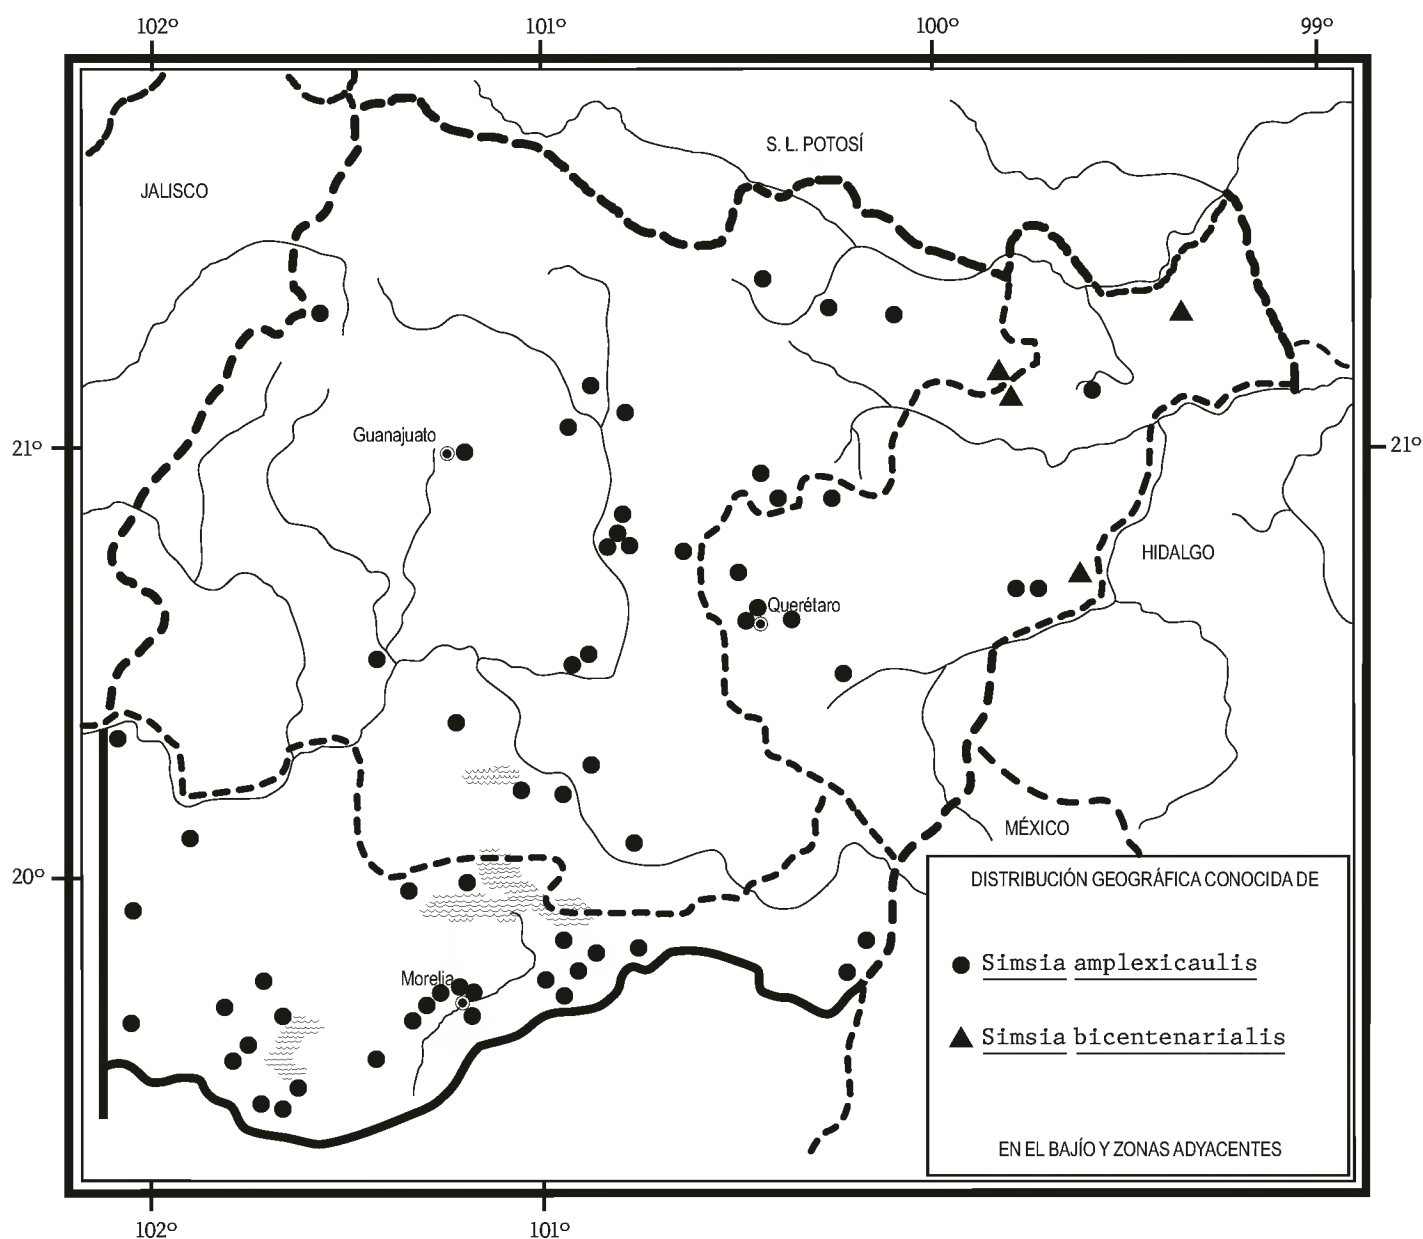 102º
101º
100º
99º
S. L. POTOSÍ
JALISCO
Guanajuato
21º
21º
HIDALGO
Querétaro
MÉXICO
20º
DISTRIBUCIÓN GEOGRÁFICA CONOCIDA DE
Simsia amplexicaulis
Morelia
Simsia bicentenarialis
EN EL BAJÍO Y ZONAS ADYACENTES
102º
101º